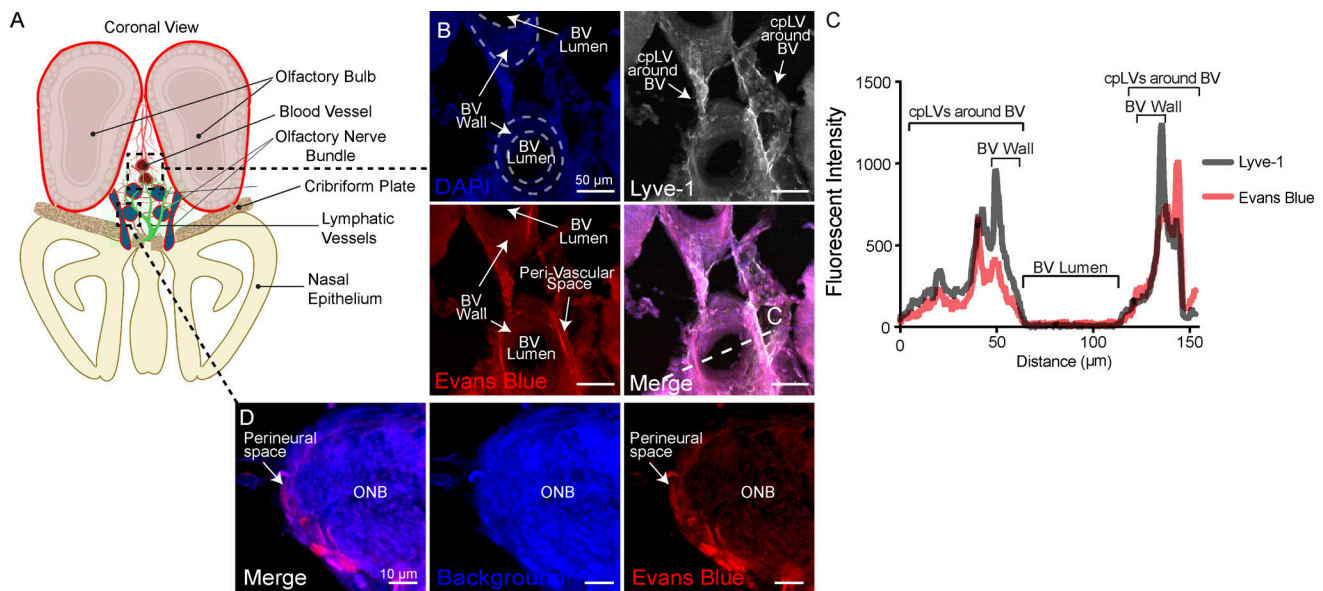 A
Coronal View
Olfactory Bulb
Blood Vessel
Olfactory Nerve
Bundle
Cribriform Plate
Lymphatic
Vessels
Nasal
Epithelium
B
BV
Lumen
BV
Wall
BV
Lumen
DAPI
50 µm
cpLV
around
BV
cpLV
around
BV
Lyve-1
BV
Lumen
Peri-Vascular
Space
BV
Wall
BV
Lumen
Evans Blue
C
Merge
C
1500
1000
500
0
Fluorescent Intensity
cpLVs around BV
BV Wall
BV Lumen
cpLVs around BV
BV Wall
Lyve-1
Evans Blue
0
50
100
150
Distance (µm)
D
Perineural
space
ONB
Merge
10 µm
ONB
Background
Perineural
space
ONB
Evans Blue